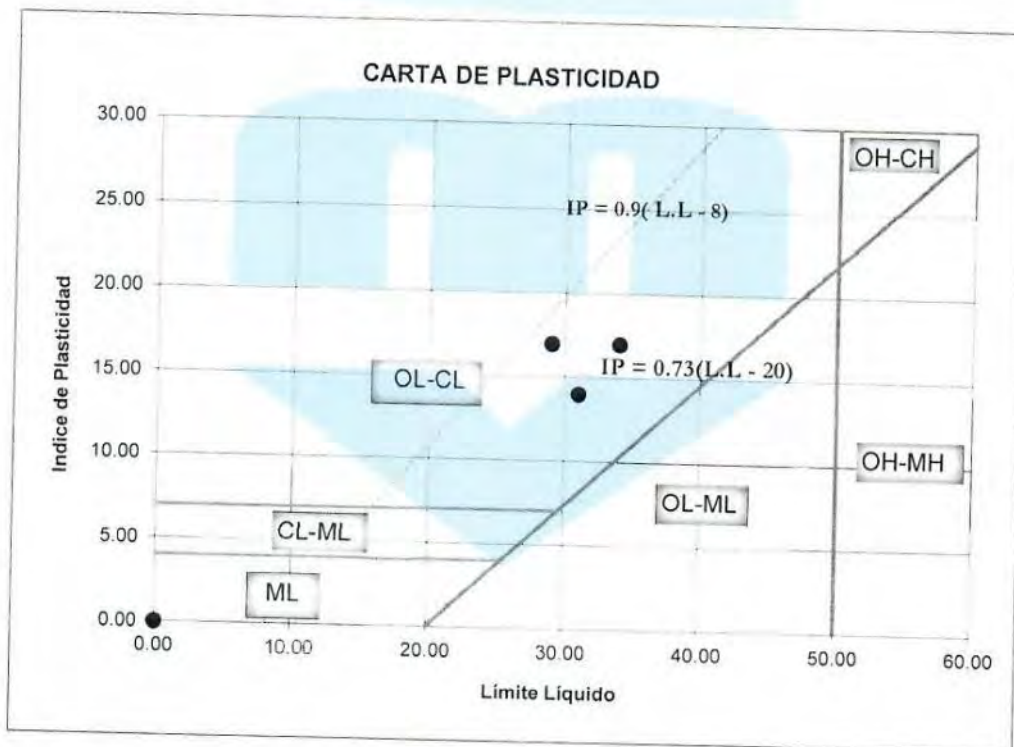 CARTA DE PLASTICIDAD
30.00
25.00
20.00
15.00
10.00
5.00
0.00
Indice de Plasticidad
OH-CH
IP = 0.9( L.L - 8)
IP = 0.73(L.L - 20)
OL-CL
OH-MH
OL-ML
CL-ML
ML
0.00
10.00
20.00
30.00
40.00
50.00
60.00
Límite Líquido